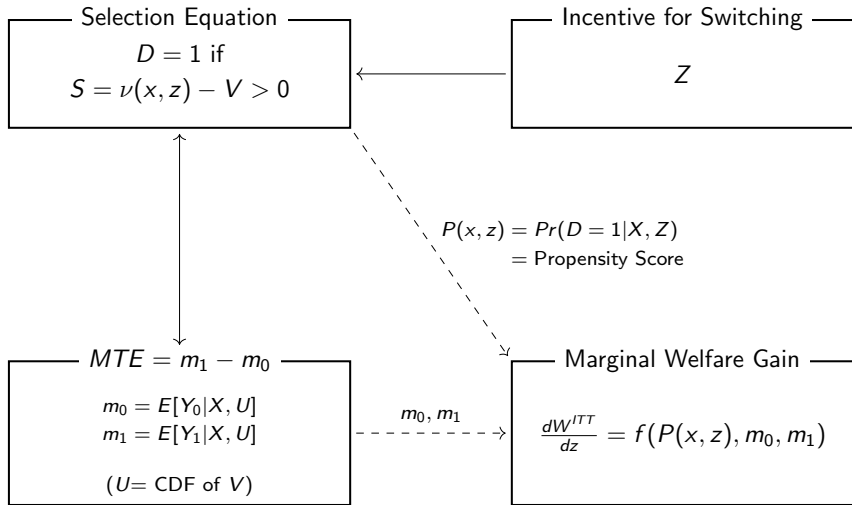 Selection Equation
D = 1 if
S = ν(x, z) − V > 0
Incentive for Switching
Z
P(x, z) = Pr(D = 1|X, Z)
= Propensity Score
MTE = m₁ − m₀
m₀ = E[Y₀|X, U]
m₁ = E[Y₁|X, U]
(U= CDF of V)
m₀, m₁
Marginal Welfare Gain
dW^{ITT}/dz = f(P(x, z), m₀, m₁)